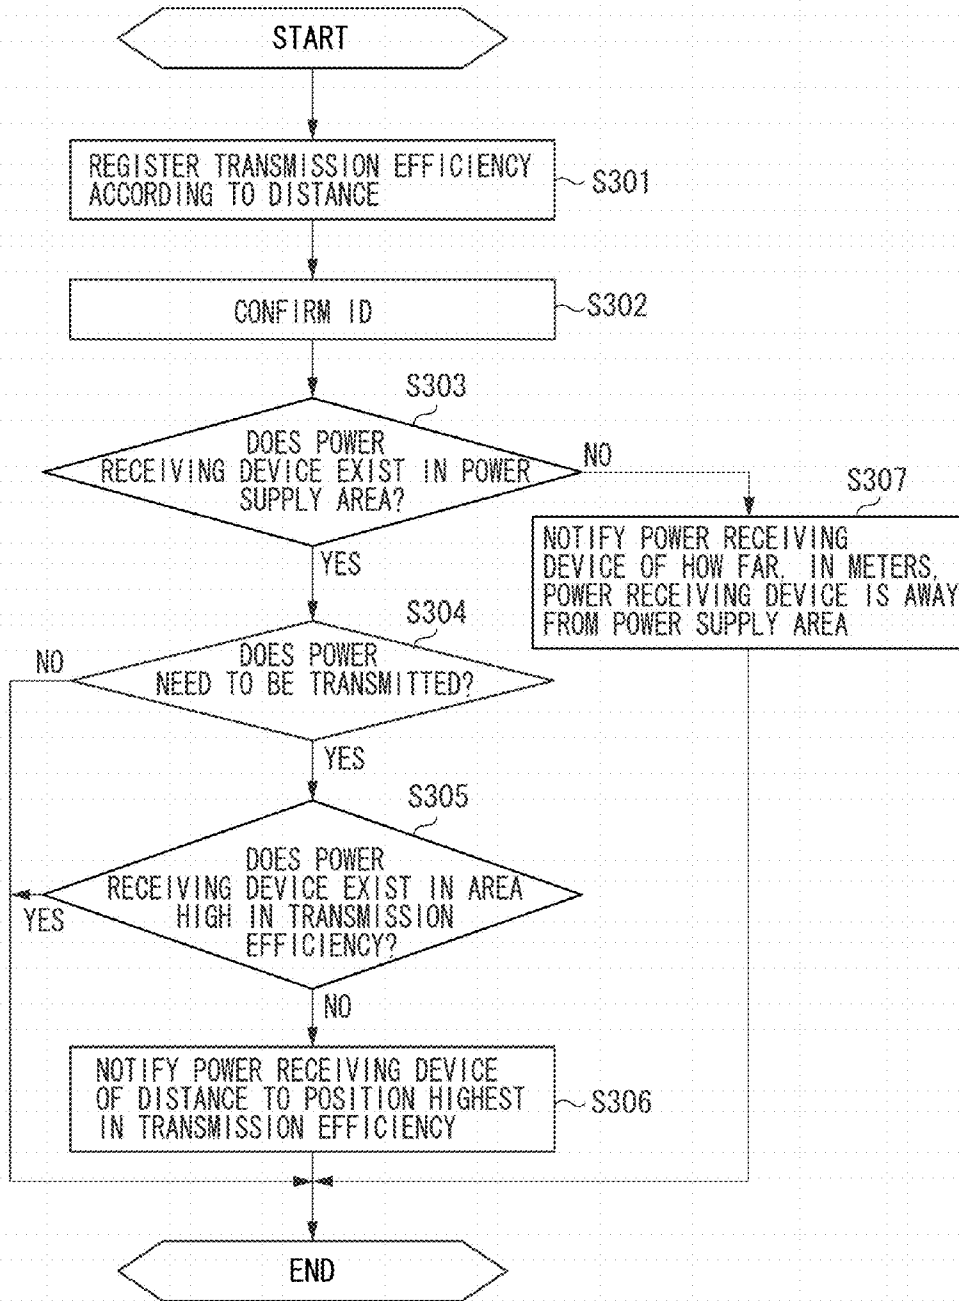 START
REGISTER TRANSMISSION EFFICIENCY
ACCORDING TO DISTANCE
S301
CONFIRM ID
S302
S303
DOES POWER
RECEIVING DEVICE EXIST IN POWER
SUPPLY AREA?
NO
YES
S307
NOTIFY POWER RECEIVING
DEVICE OF HOW FAR, IN METERS,
POWER RECEIVING DEVICE IS AWAY
FROM POWER SUPPLY AREA
S304
DOES POWER
NEED TO BE TRANSMITTED?
NO
YES
S305
DOES POWER
RECEIVING DEVICE EXIST IN AREA
HIGH IN TRANSMISSION
EFFICIENCY?
YES
NO
NOTIFY POWER RECEIVING DEVICE
OF DISTANCE TO POSITION HIGHEST
IN TRANSMISSION EFFICIENCY
S306
END